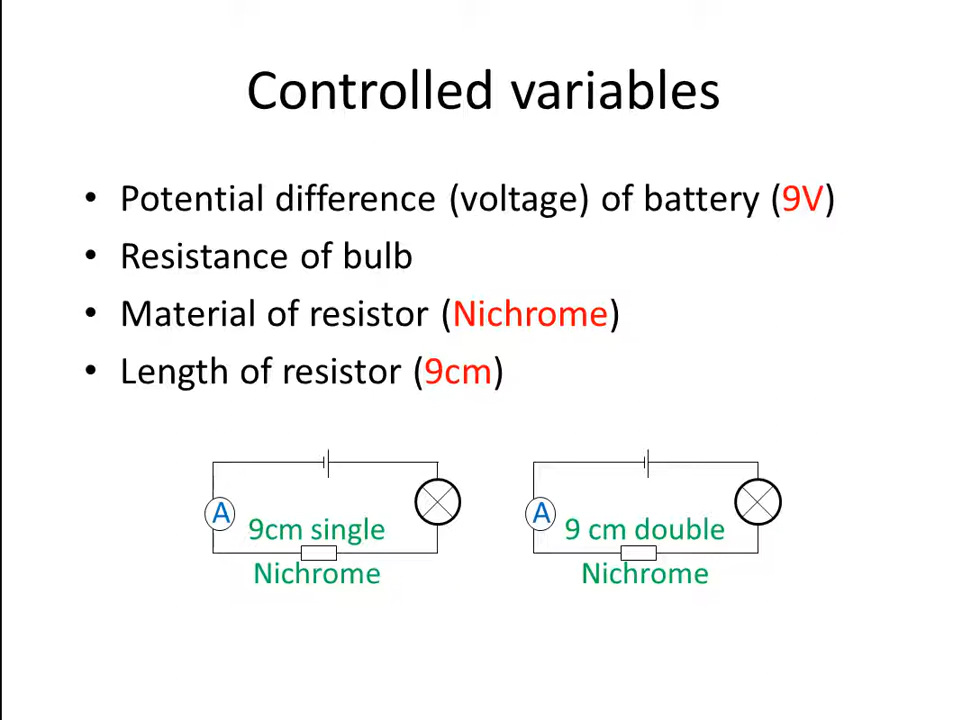 Controlled variables
• Potential difference (voltage) of battery (9V)
• Resistance of bulb
• Material of resistor (Nichrome)
• Length of resistor (9cm)
A
9cm single
Nichrome
A
9 cm double
Nichrome